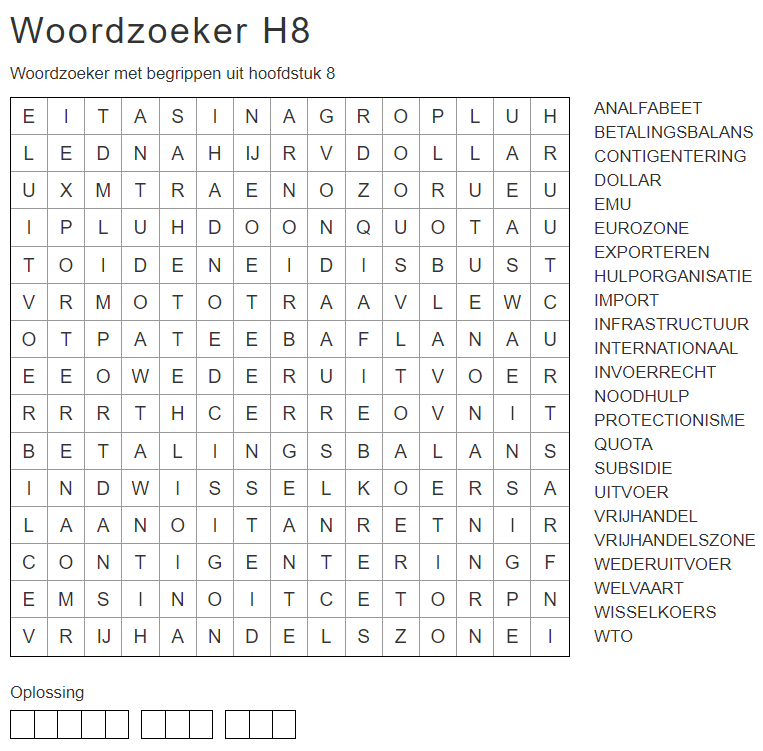 Woordzoeker H8
Woordzoeker met begrippen uit hoofdstuk 8
E I T A S I N A G R O P L U H
L E D N A H IJ R V D O L L A R
U X M T R A E N O Z O R U E U
I P L U H D O O N Q U O T A U
T O I D E N E I D I S B U S T
V R M O T O T R A A V L E W C
O T P A T E E B A F L A N A U
E E O W E D E R U I T V O E R
R R R T H C E R R E O V N I T
B E T A L I N G S B A L A N S
I N D W I S S E L K O E R S A
L A A N O I T A N R E T N I R
C O N T I G E N T E R I N G F
E M S I N O I T C E T O R P N
V R IJ H A N D E L S Z O N E I
ANALFABEET
BETALINGSBALANS
CONTIGENTERING
DOLLAR
EMU
EUROZONE
EXPORTEREN
HULPORGANISATIE
IMPORT
INFRASTRUCTUUR
INTERNATIONAAL
INVOERRECHT
NOODHULP
PROTECTIONISME
QUOTA
SUBSIDIE
UITVOER
VRIJHANDEL
VRIJHANDELSZONE
WEDERUITVOER
WELVAART
WISSELKOERS
WTO
Oplossing